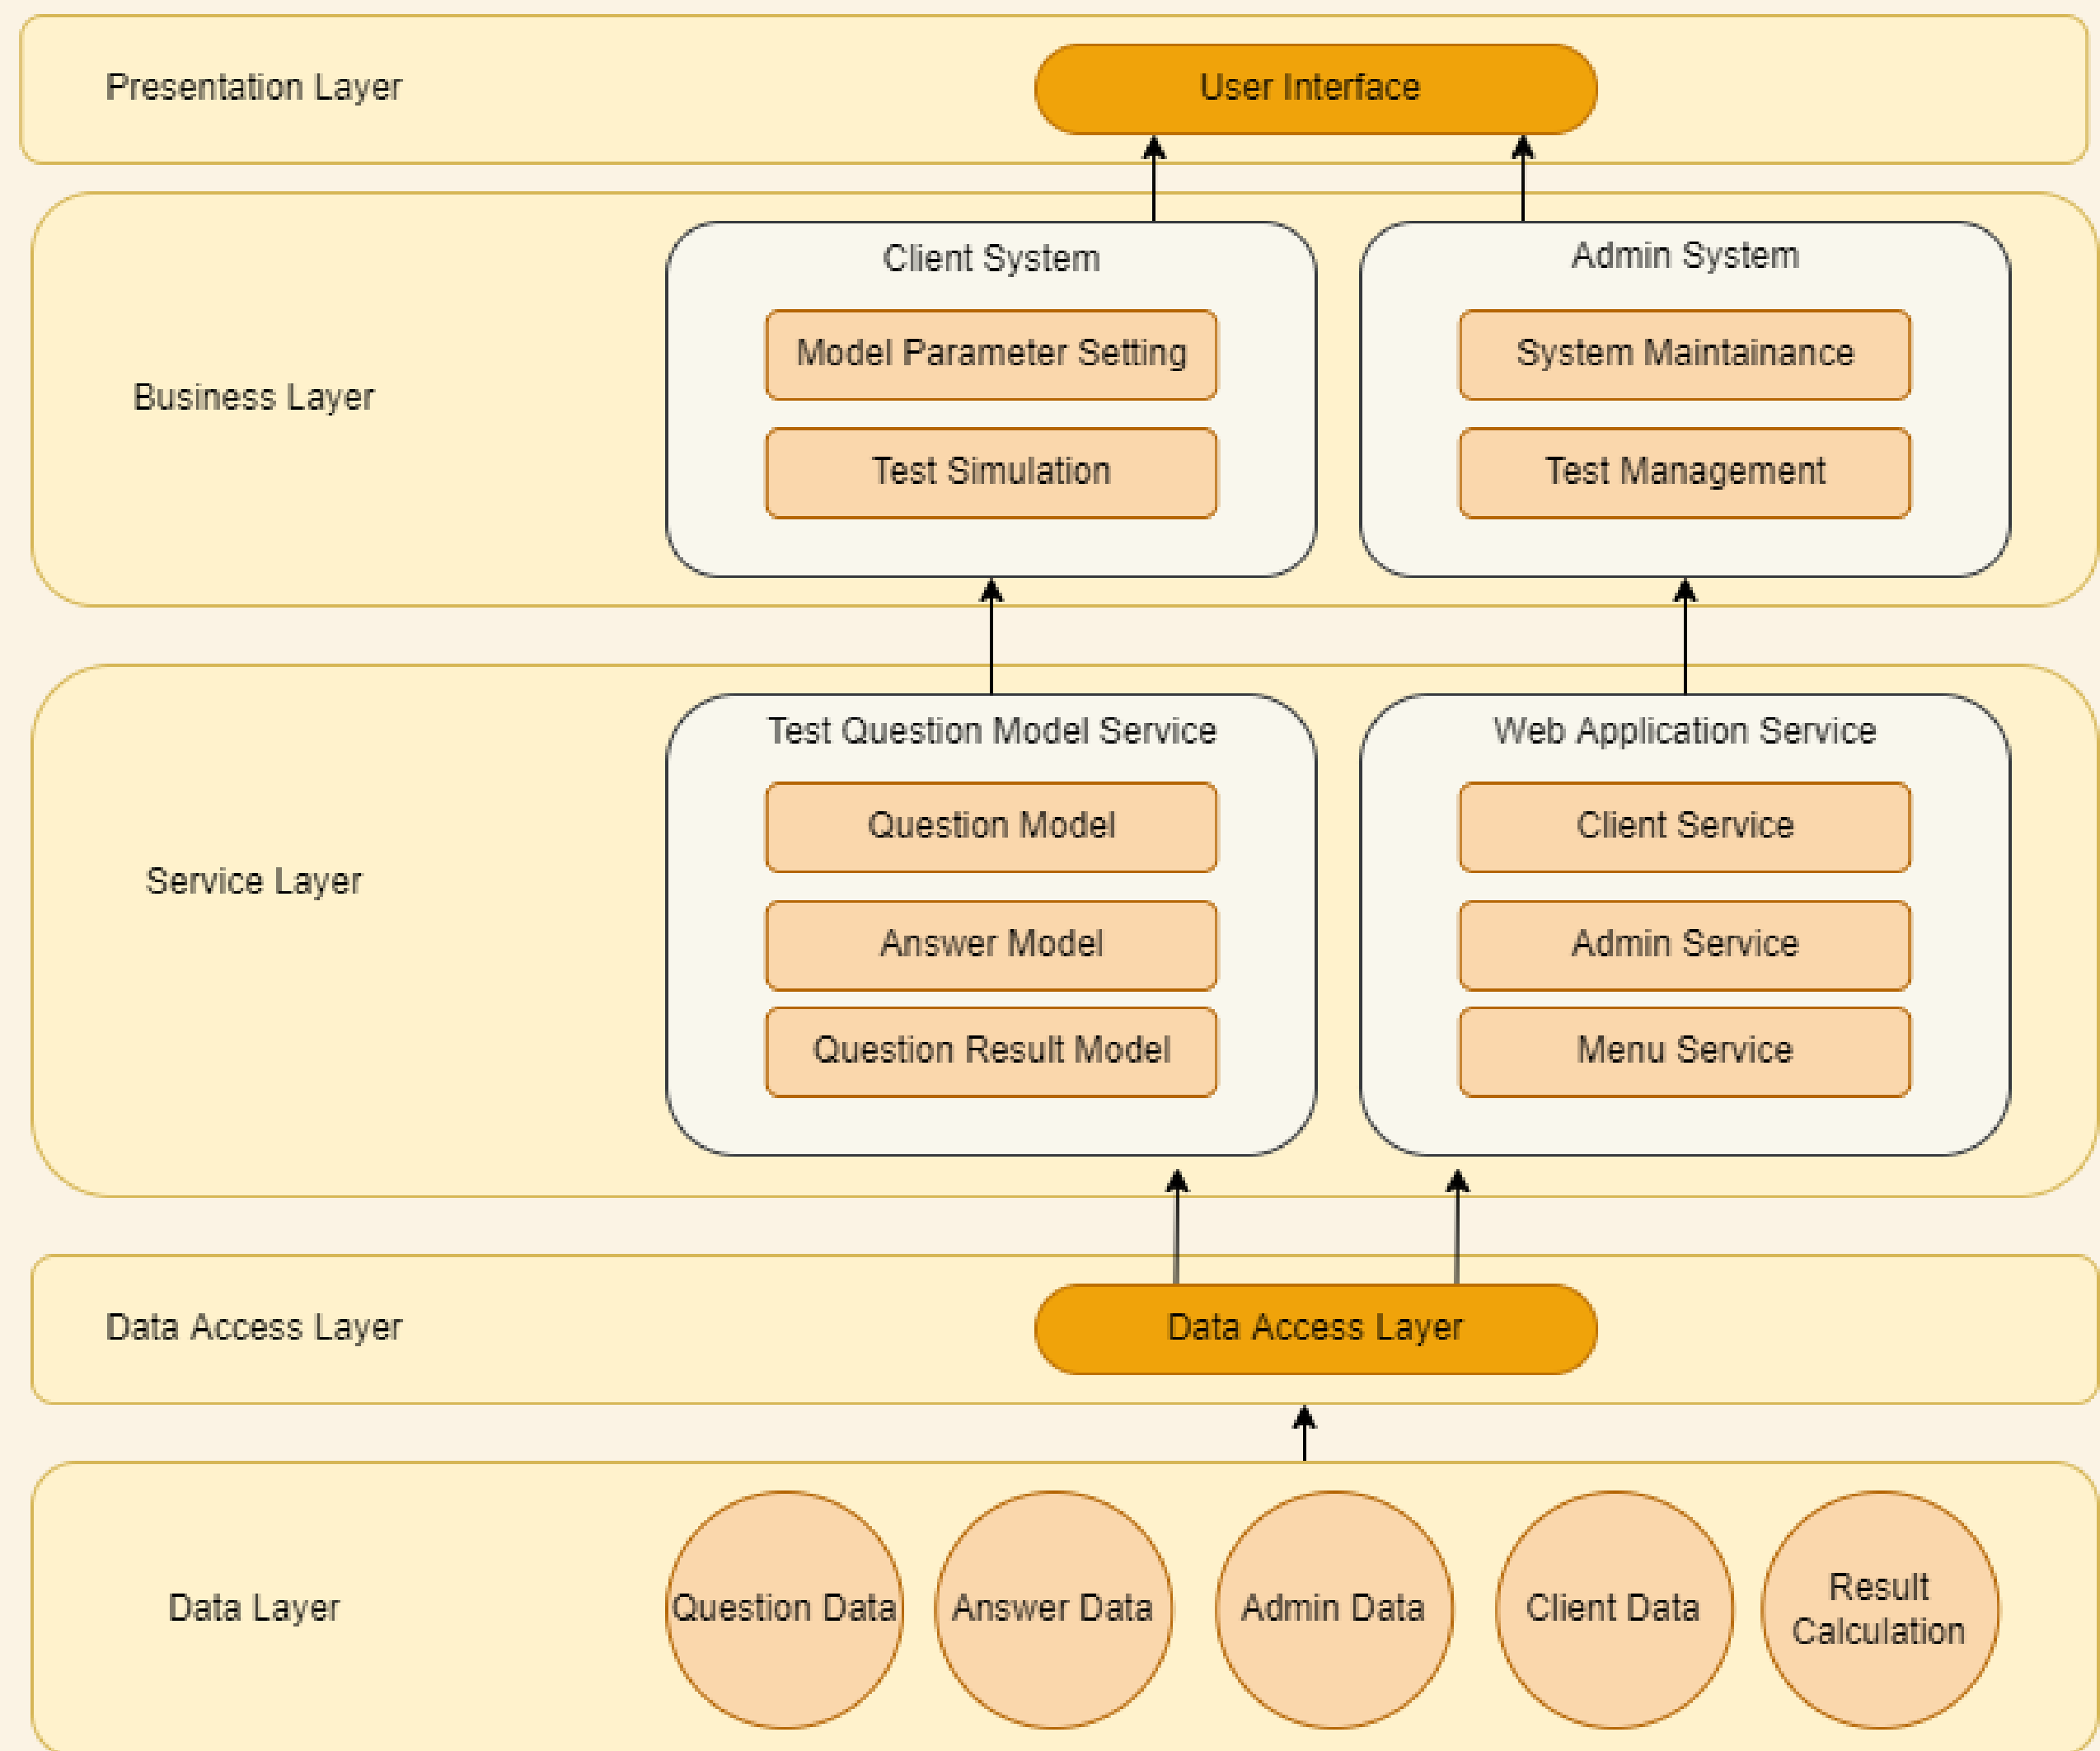 Presentation Layer
User Interface
Business Layer
Client System
Model Parameter Setting
Test Simulation
Admin System
System Maintainance
Test Management
Service Layer
Test Question Model Service
Question Model
Answer Model
Question Result Model
Web Application Service
Client Service
Admin Service
Menu Service
Data Access Layer
Data Access Layer
Data Layer
Question Data
Answer Data
Admin Data
Client Data
Result
Calculation